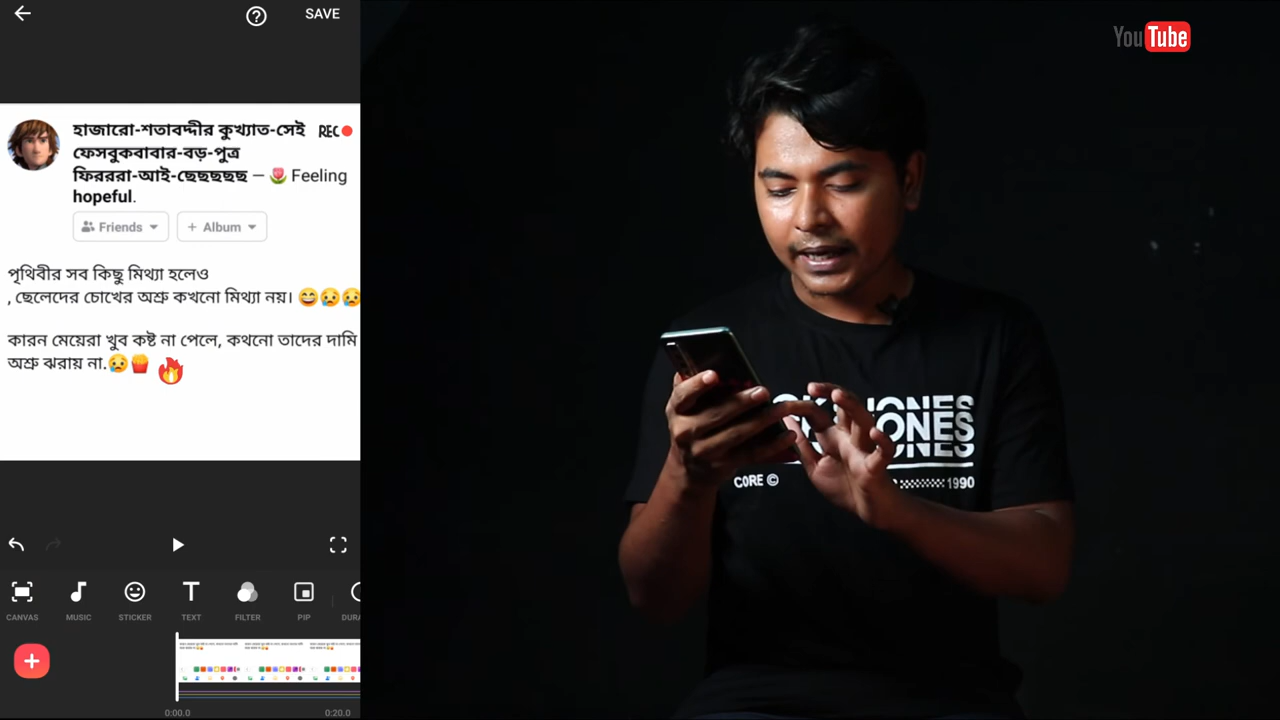 SAVE
হাজারো-শতাবদ্দীর কুখ্যাত-সেই
REC
ফেসবুকবাবার-বড়-পুত্র
ফিরররা-আই-ছেছছছছ — 🌷 Feeling
hopeful.
Friends
+ Album
পৃথিবীর সব কিছু মিথ্যা হলেও
, ছেলেদের চোখের অশ্রু কখনো মিথ্যা নয়। 😄😢😢
কারন মেয়েরা খুব কষ্ট না পেলে, কথনো তাদের দামি
অশ্রু ঝরায় না.😢🍟 🔥
CANVAS
MUSIC
STICKER
TEXT
FILTER
PIP
DURA
0:00.0
0:20.0
YouTube
CORE ©
1990